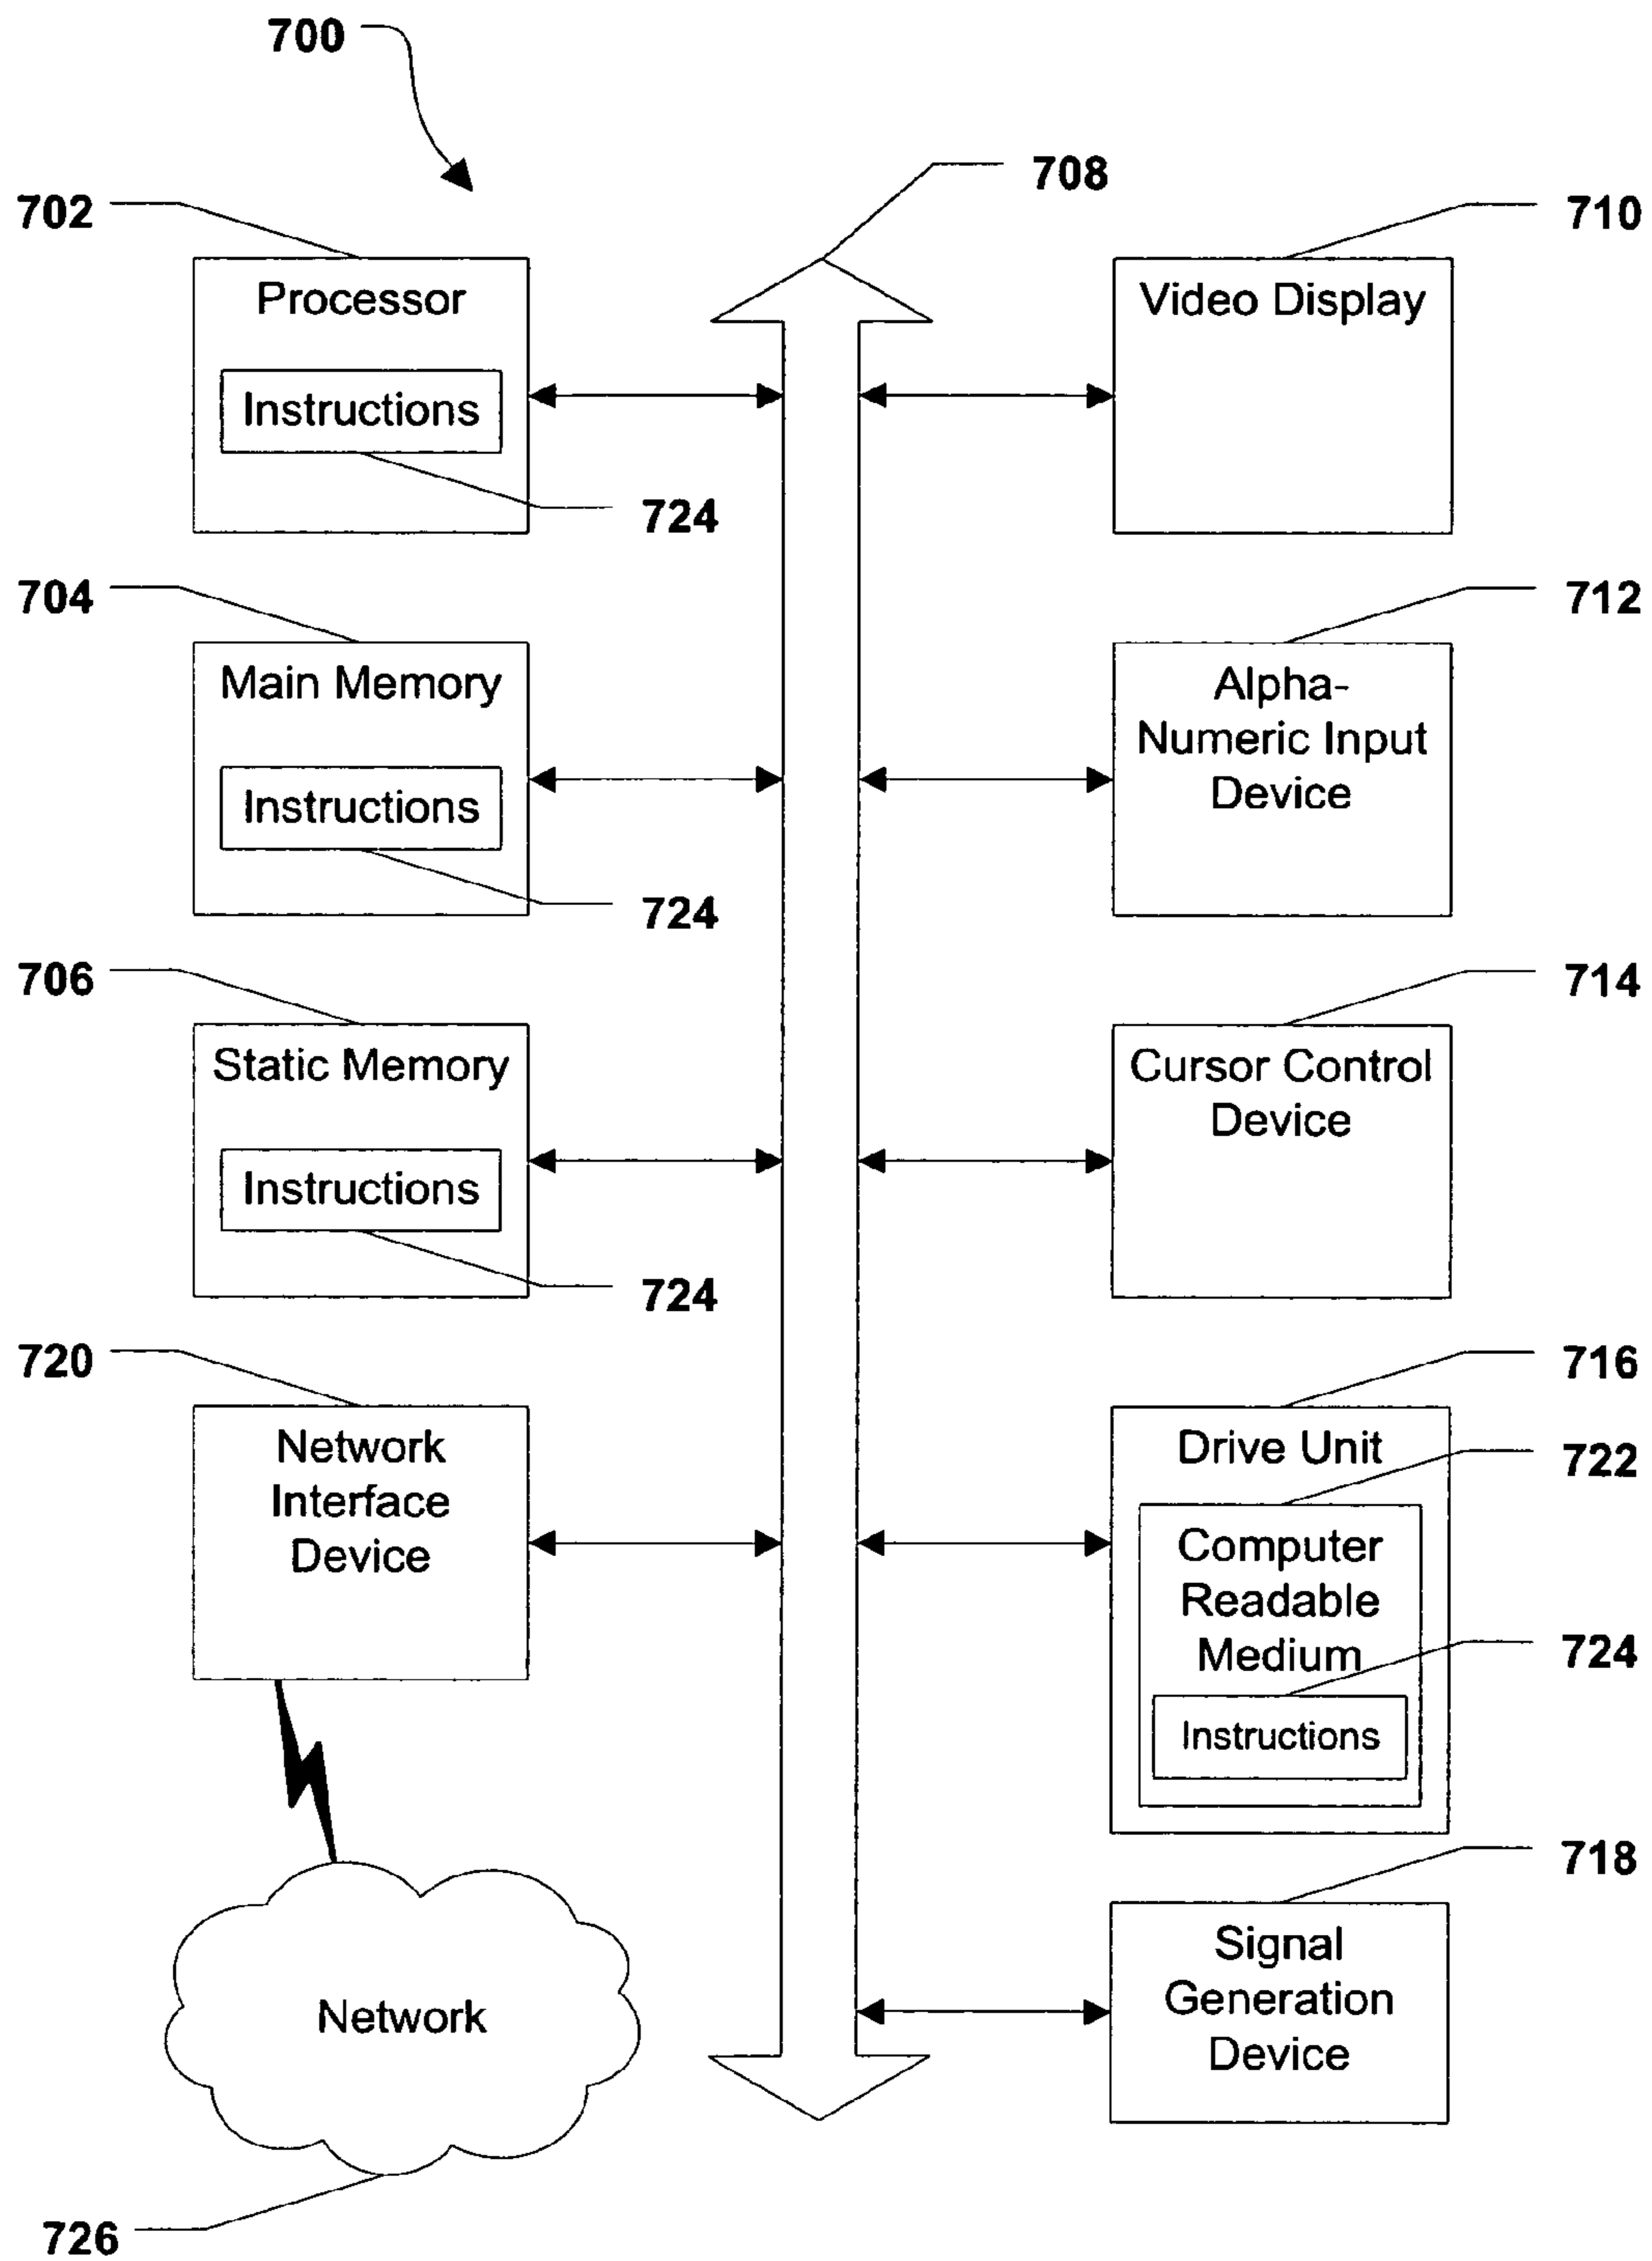 700
708
702
710
Processor
Instructions
724
Video Display
704
712
Main Memory
Instructions
724
Alpha-
Numeric Input
Device
706
714
Static Memory
Instructions
724
Cursor Control
Device
720
716
Network
Interface
Device
Drive Unit
722
Computer
Readable
Medium
724
Instructions
718
Signal
Generation
Device
Network
726